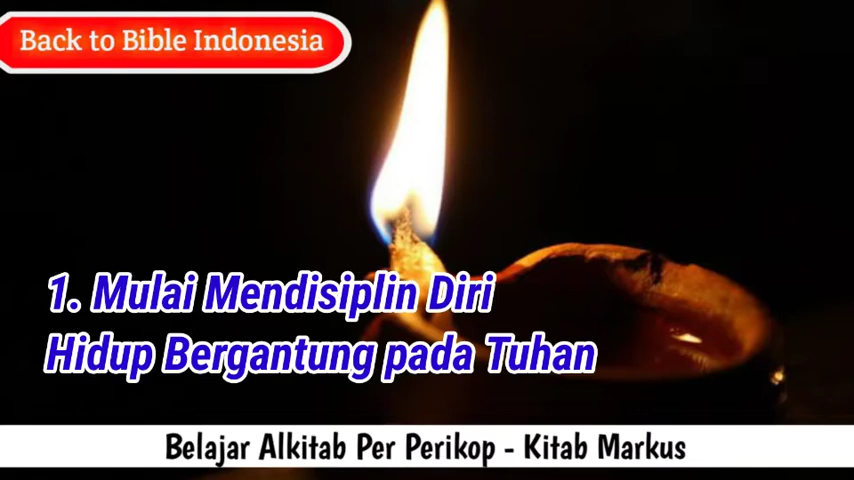 Back to Bible Indonesia
1. Mulai Mendisiplin Diri
Hidup Bergantung pada Tuhan
Belajar Alkitab Per Perikop - Kitab Markus